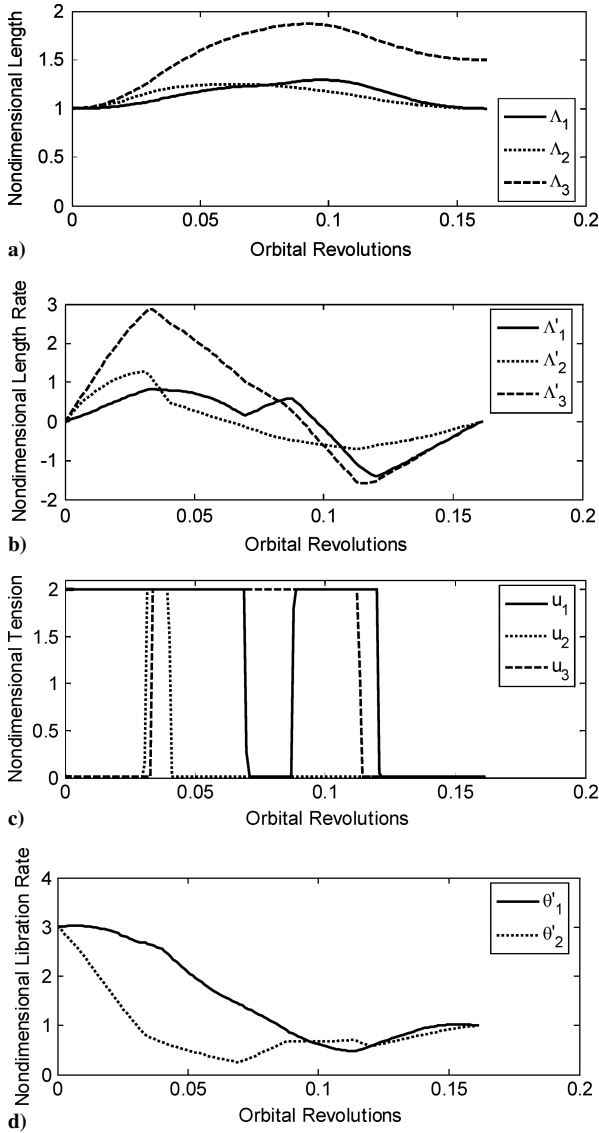 2
1.5
1
0.5
0
Nondimensional Length
Λ1
Λ2
Λ3
0 0.05 0.1 0.15 0.2
Orbital Revolutions
a)
3
2
1
0
-1
-2
Nondimensional Length Rate
Λ'1
Λ'2
Λ'3
0 0.05 0.1 0.15 0.2
Orbital Revolutions
b)
2
1.5
1
0.5
0
Nondimensional Tension
u1
u2
u3
0 0.05 0.1 0.15 0.2
Orbital Revolutions
c)
4
3
2
1
0
Nondimensional Libration Rate
θ'1
θ'2
0 0.05 0.1 0.15 0.2
Orbital Revolutions
d)